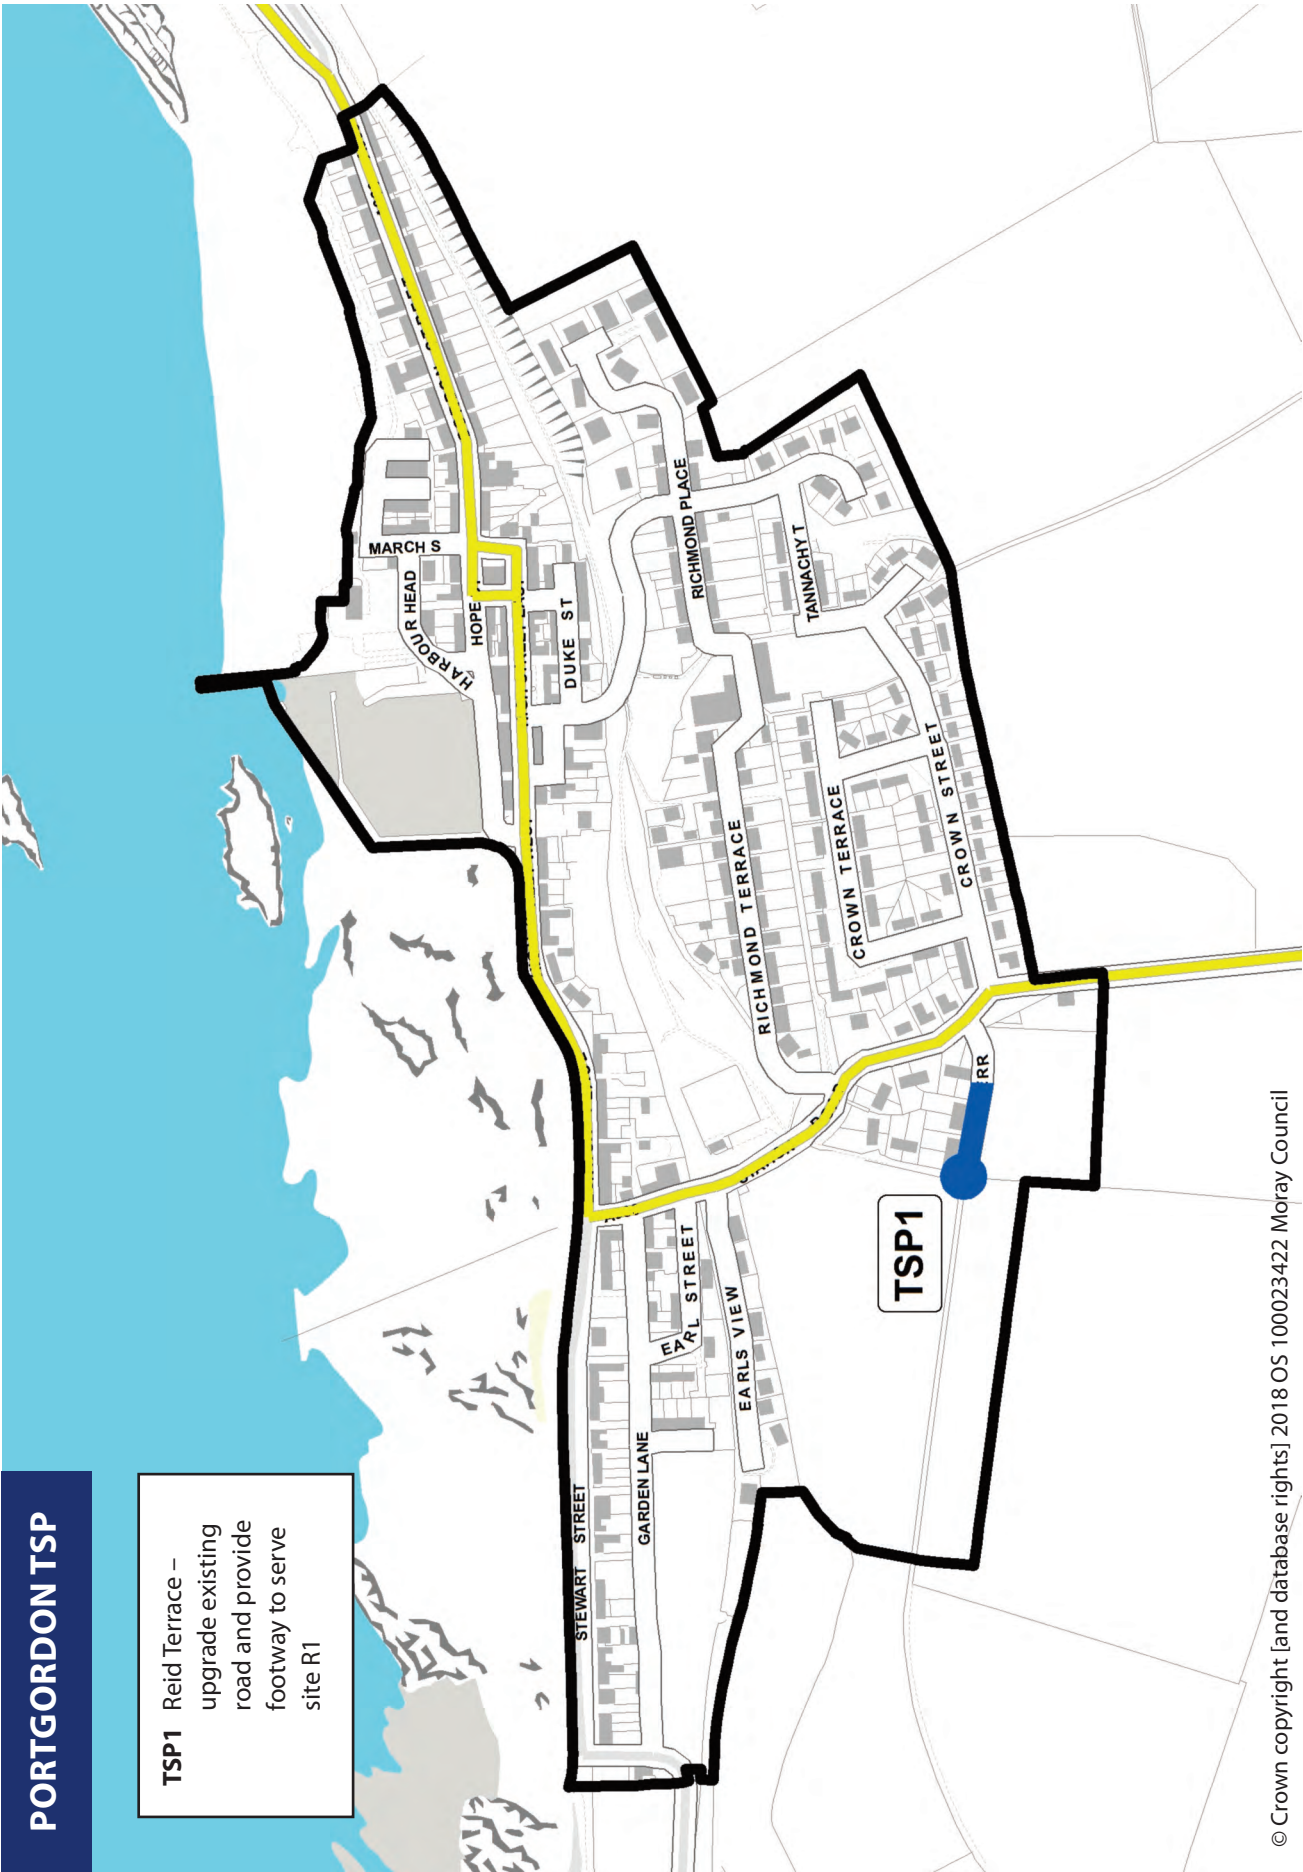 PORTGORDON TSP
TSP1 Reid Terrace –
upgrade existing
road and provide
footway to serve
site R1
MARCH S
HARBOUR HEAD
HOPE
DUKE ST
RICHMOND PLACE
TANNACHY T
RICHMOND TERRACE
CROWN TERRACE
CROWN STREET
STEWART STREET
GARDEN LANE
EARL STREET
EARLS VIEW
RR
TSP1
© Crown copyright [and database rights] 2018 OS 100023422 Moray Council